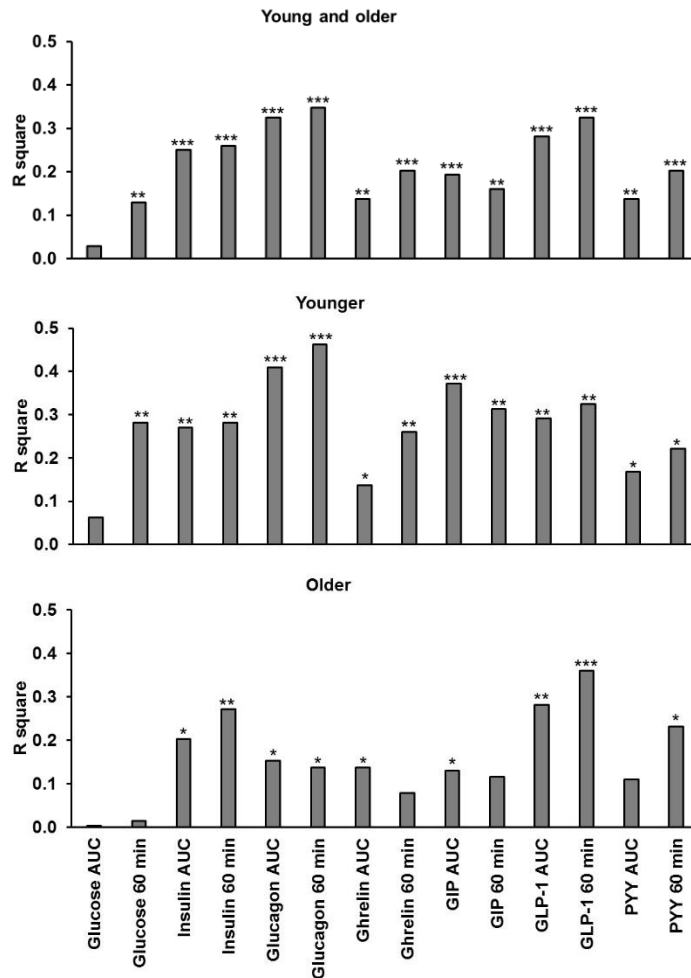 Young and older
0.5
0.4
0.3
0.2
0.1
0.0
R square
** *** *** *** *** ** *** *** ** *** *** ** ***
Younger
0.5
0.4
0.3
0.2
0.1
0.0
R square
** ** ** *** *** * ** *** ** ** ** * *
Older
0.5
0.4
0.3
0.2
0.1
0.0
R square
* ** * * * * ** *** *
Glucose AUC
Glucose 60 min
Insulin AUC
Insulin 60 min
Glucagon AUC
Glucagon 60 min
Ghrelin AUC
Ghrelin 60 min
GIP AUC
GIP 60 min
GLP-1 AUC
GLP-1 60 min
PYY AUC
PYY 60 min